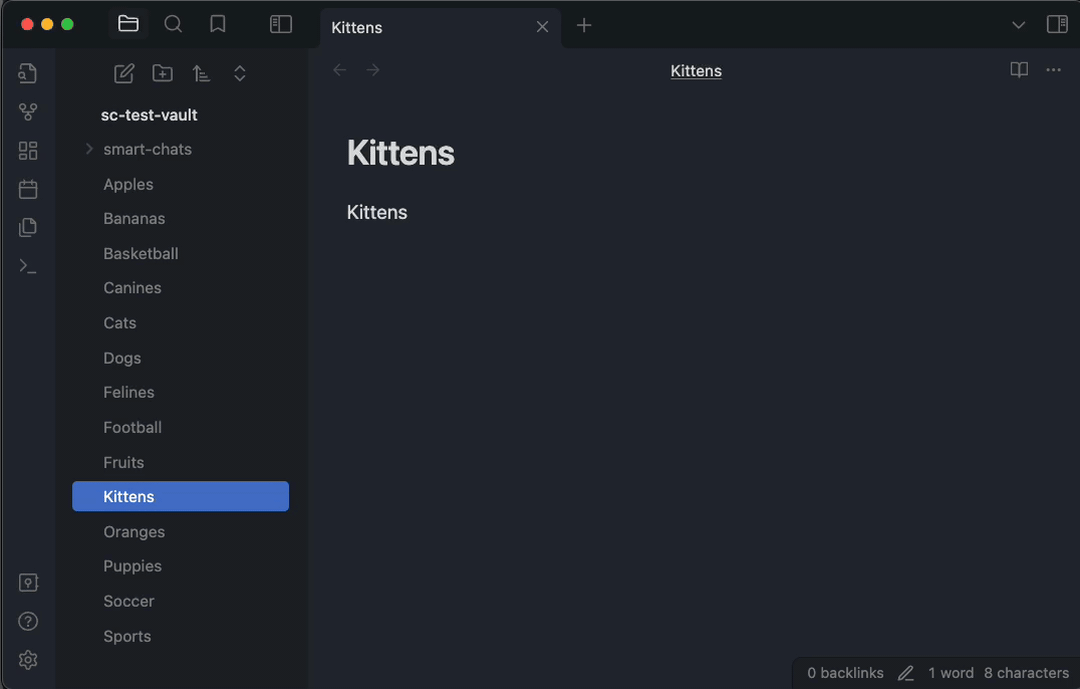 Kittens
Kittens
sc-test-vault
smart-chats
Apples
Bananas
Basketball
Canines
Cats
Dogs
Felines
Football
Fruits
Kittens
Oranges
Puppies
Soccer
Sports
Kittens
Kittens
0 backlinks 1 word 8 characters